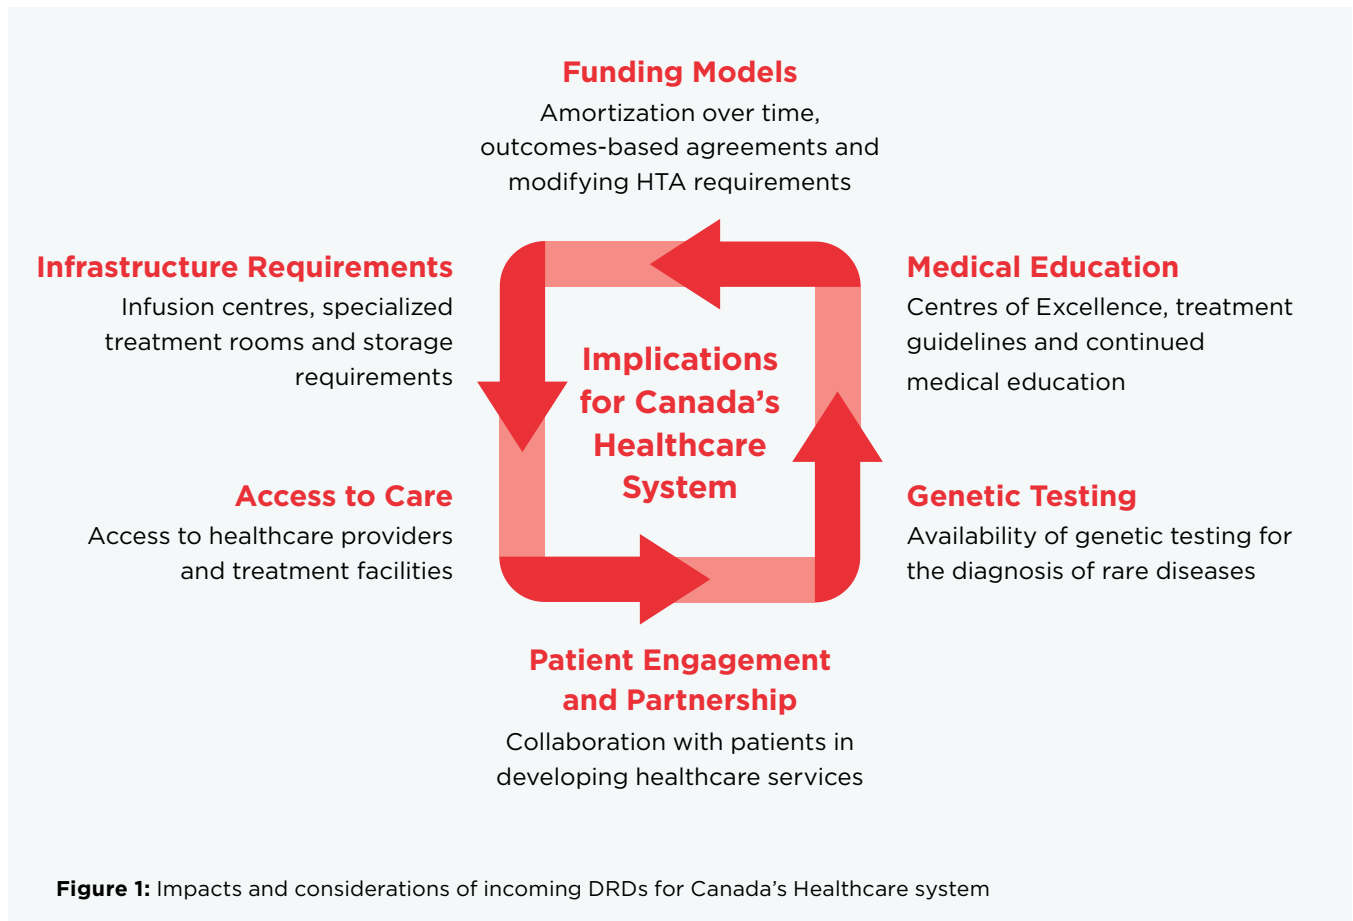 Funding Models
Amortization over time,
outcomes-based agreements and
modifying HTA requirements
Infrastructure Requirements
Infusion centres, specialized
treatment rooms and storage
requirements
Medical Education
Centres of Excellence, treatment
guidelines and continued
medical education
Implications
for Canada’s
Healthcare
System
Access to Care
Access to healthcare providers
and treatment facilities
Genetic Testing
Availability of genetic testing for
the diagnosis of rare diseases
Patient Engagement
and Partnership
Collaboration with patients in
developing healthcare services
Figure 1: Impacts and considerations of incoming DRDs for Canada’s Healthcare system